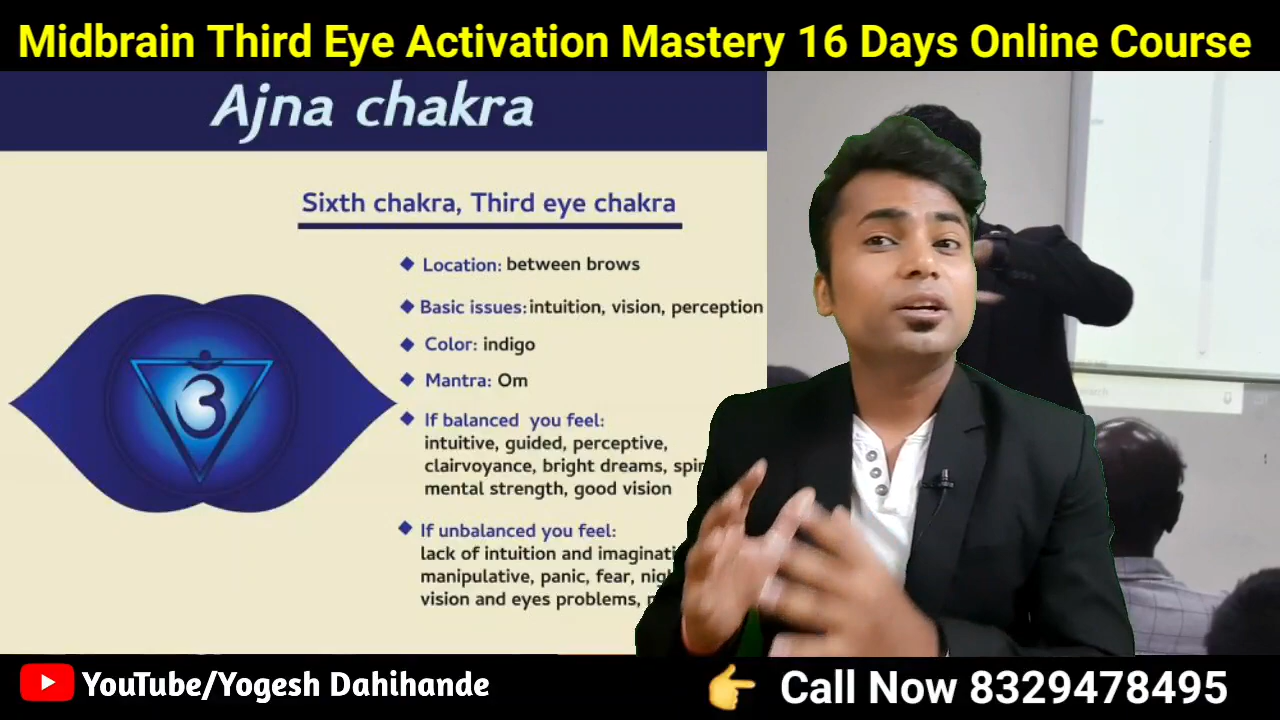 Midbrain Third Eye Activation Mastery 16 Days Online Course
Ajna chakra
Sixth chakra, Third eye chakra
Location: between brows
Basic issues: intuition, vision, perception
Color: indigo
Mantra: Om
If balanced you feel:
intuitive, guided, perceptive,
clairvoyance, bright dreams,
mental strength, good vision
If unbalanced you feel:
lack of intuition and
manipulative, panic, fear,
vision and eyes problems,
YouTube/Yogesh Dahihande
👉 Call Now 8329478495